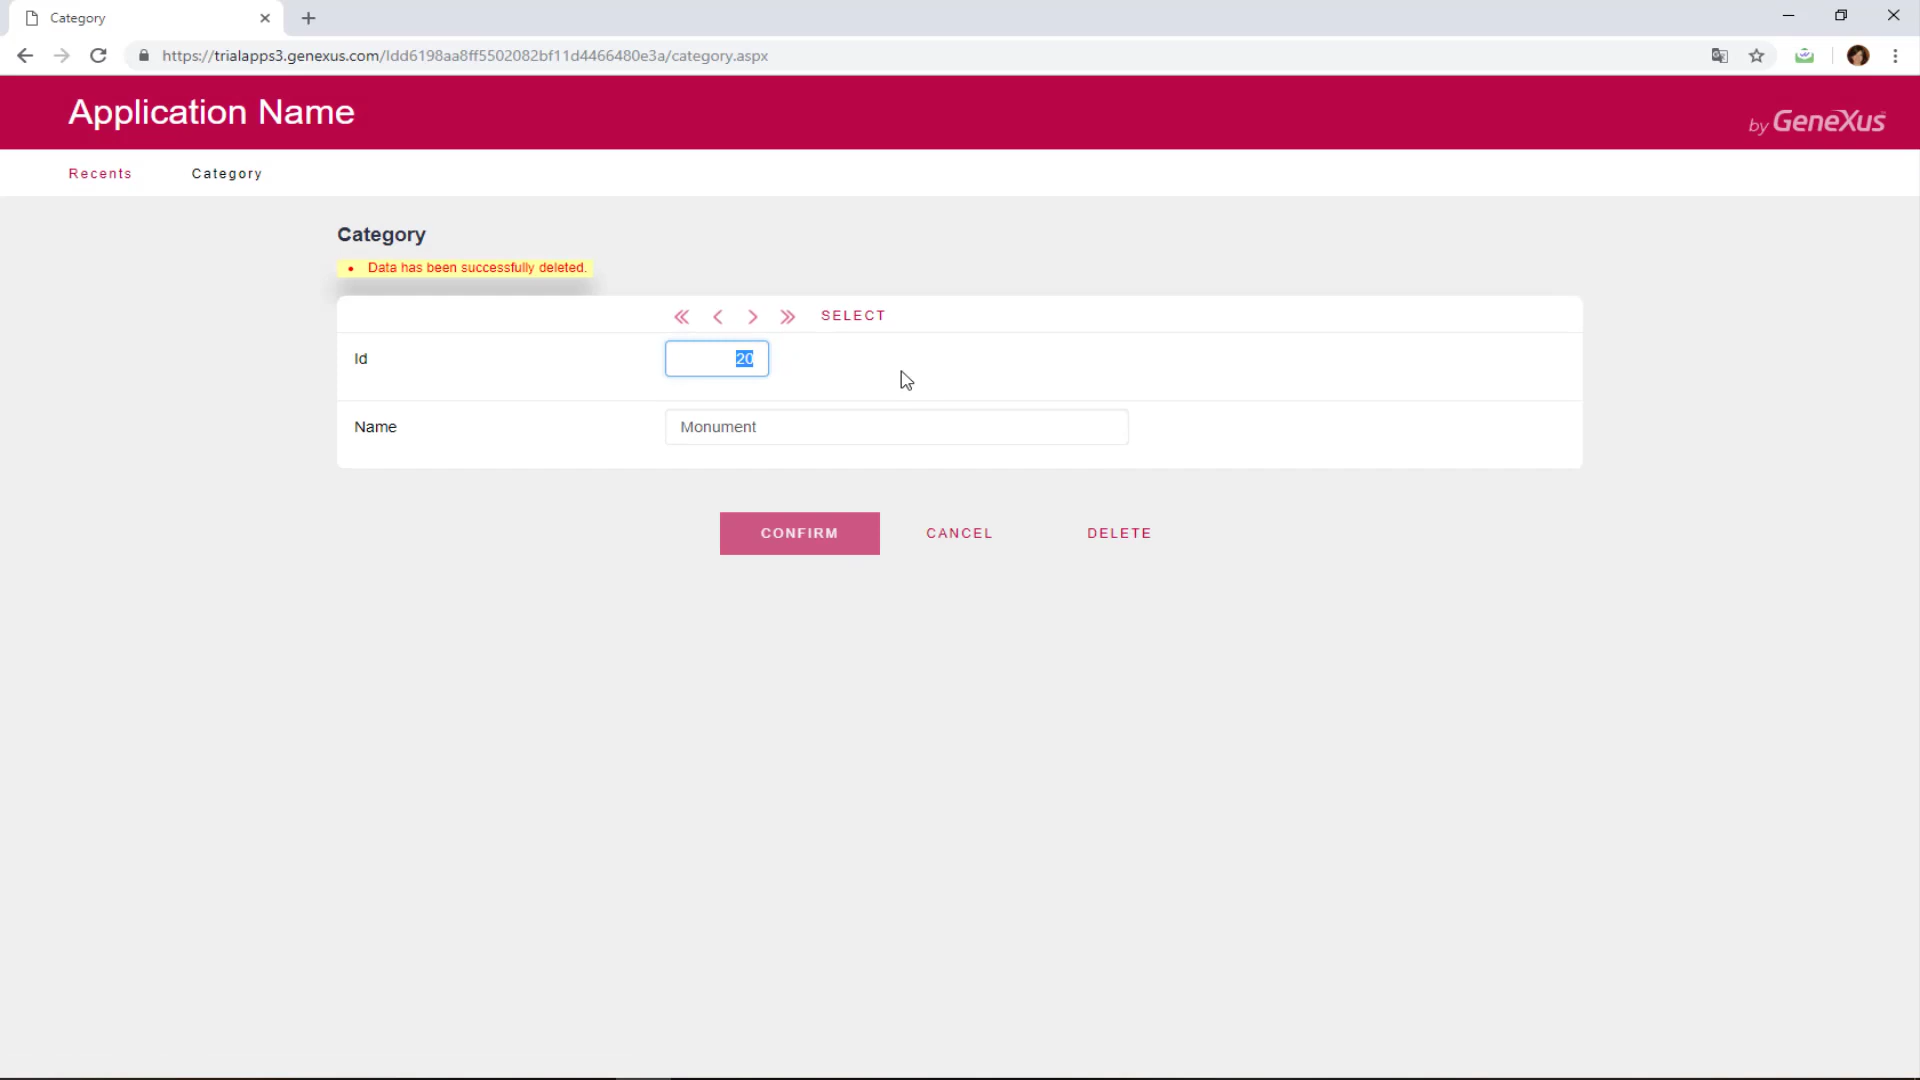 Category
https://trialapps3.genexus.com/Idd6198aa8ff5502082bf11d4466480e3a/category.aspx
Application Name
by GeneXus
Recents
Category
Category
Data has been successfully deleted.
SELECT
Id
20
Name
Monument
CONFIRM
CANCEL
DELETE